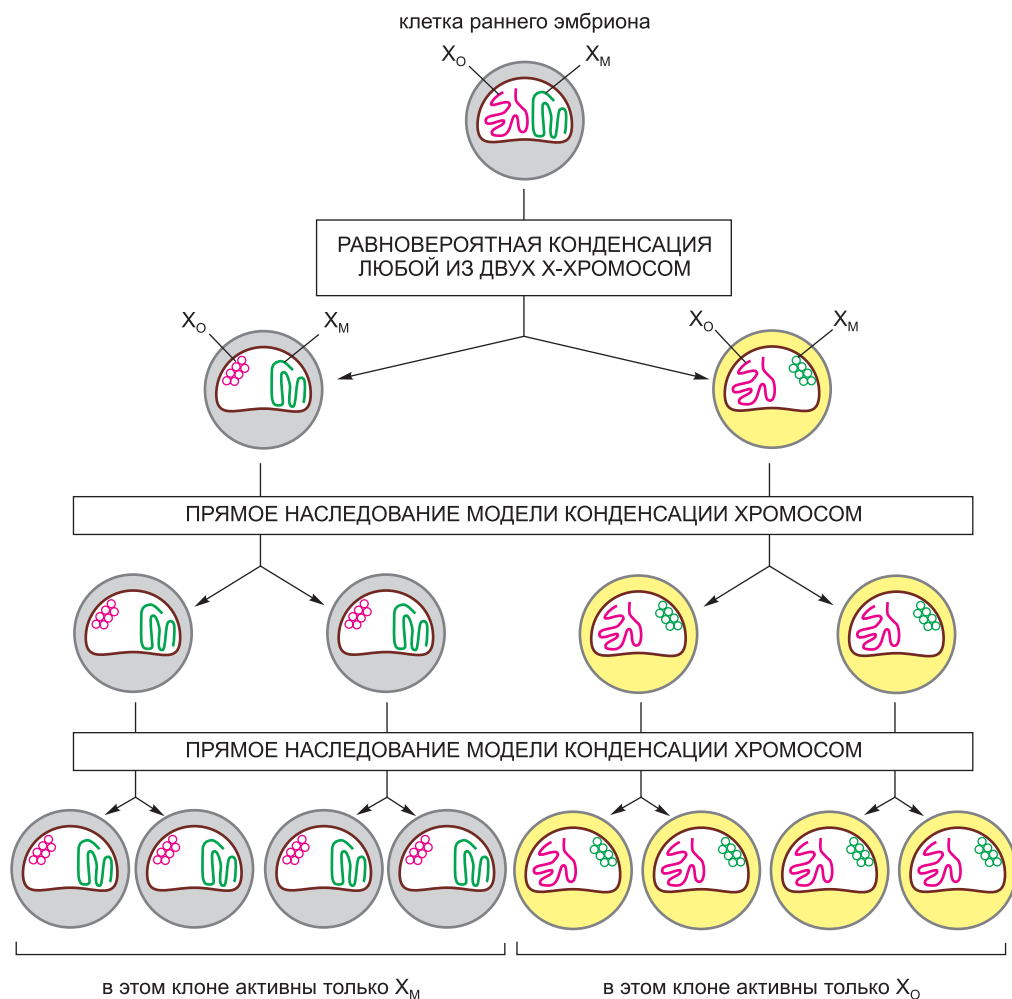 клетка раннего эмбриона
XО XМ
РАВНОВЕРОЯТНАЯ КОНДЕНСАЦИЯ
ЛЮБОЙ ИЗ ДВУХ Х-ХРОМОСОМ
XО XМ
XО XМ
ПРЯМОЕ НАСЛЕДОВАНИЕ МОДЕЛИ КОНДЕНСАЦИИ ХРОМОСОМ
ПРЯМОЕ НАСЛЕДОВАНИЕ МОДЕЛИ КОНДЕНСАЦИИ ХРОМОСОМ
в этом клоне активны только XМ
в этом клоне активны только XО